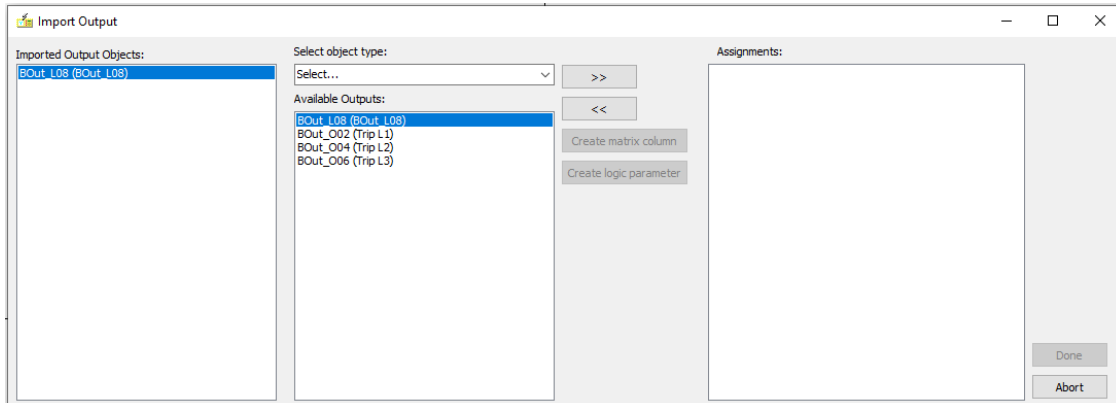 Import Output
Imported Output Objects:
BOut_L08 (BOut_L08)
Select object type:
Select...
Available Outputs:
BOut_L08 (BOut_L08)
BOut_O02 (Trip L1)
BOut_O04 (Trip L2)
BOut_O06 (Trip L3)
>>
<<
Create matrix column
Create logic parameter
Assignments:
Done
Abort